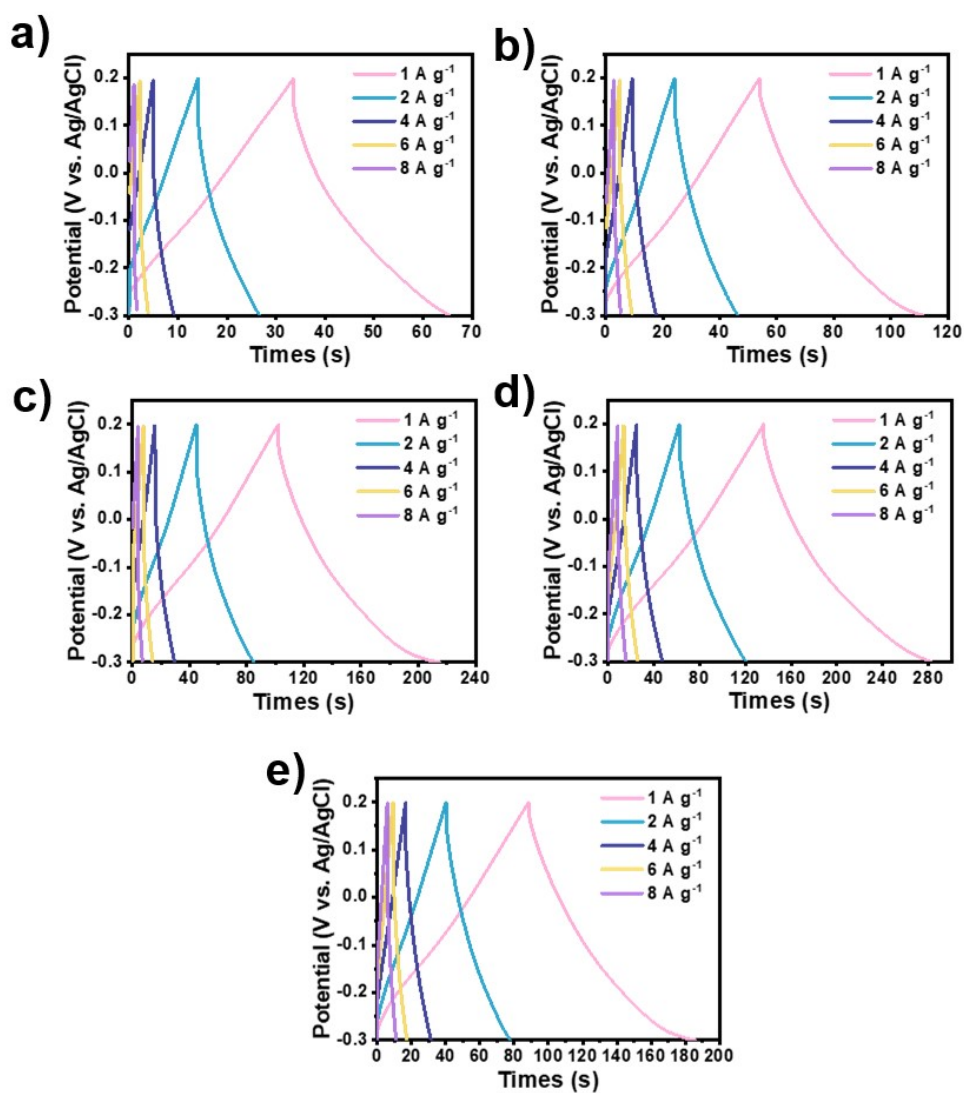 a)
Potential (V vs. Ag/AgCl)
0.2
0.1
0.0
-0.1
-0.2
-0.3
1 A g-1
2 A g-1
4 A g-1
6 A g-1
8 A g-1
0 10 20 30 40 50 60 70
Times (s)
b)
Potential (V vs. Ag/AgCl)
0.2
0.1
0.0
-0.1
-0.2
-0.3
1 A g-1
2 A g-1
4 A g-1
6 A g-1
8 A g-1
0 20 40 60 80 100 120
Times (s)
c)
Potential (V vs. Ag/AgCl)
0.2
0.1
0.0
-0.1
-0.2
-0.3
1 A g-1
2 A g-1
4 A g-1
6 A g-1
8 A g-1
0 40 80 120 160 200 240
Times (s)
d)
Potential (V vs. Ag/AgCl)
0.2
0.1
0.0
-0.1
-0.2
-0.3
1 A g-1
2 A g-1
4 A g-1
6 A g-1
8 A g-1
0 40 80 120 160 200 240 280
Times (s)
e)
Potential (V vs. Ag/AgCl)
0.2
0.1
0.0
-0.1
-0.2
-0.3
1 A g-1
2 A g-1
4 A g-1
6 A g-1
8 A g-1
0 20 40 60 80 100 120 140 160 180 200
Times (s)